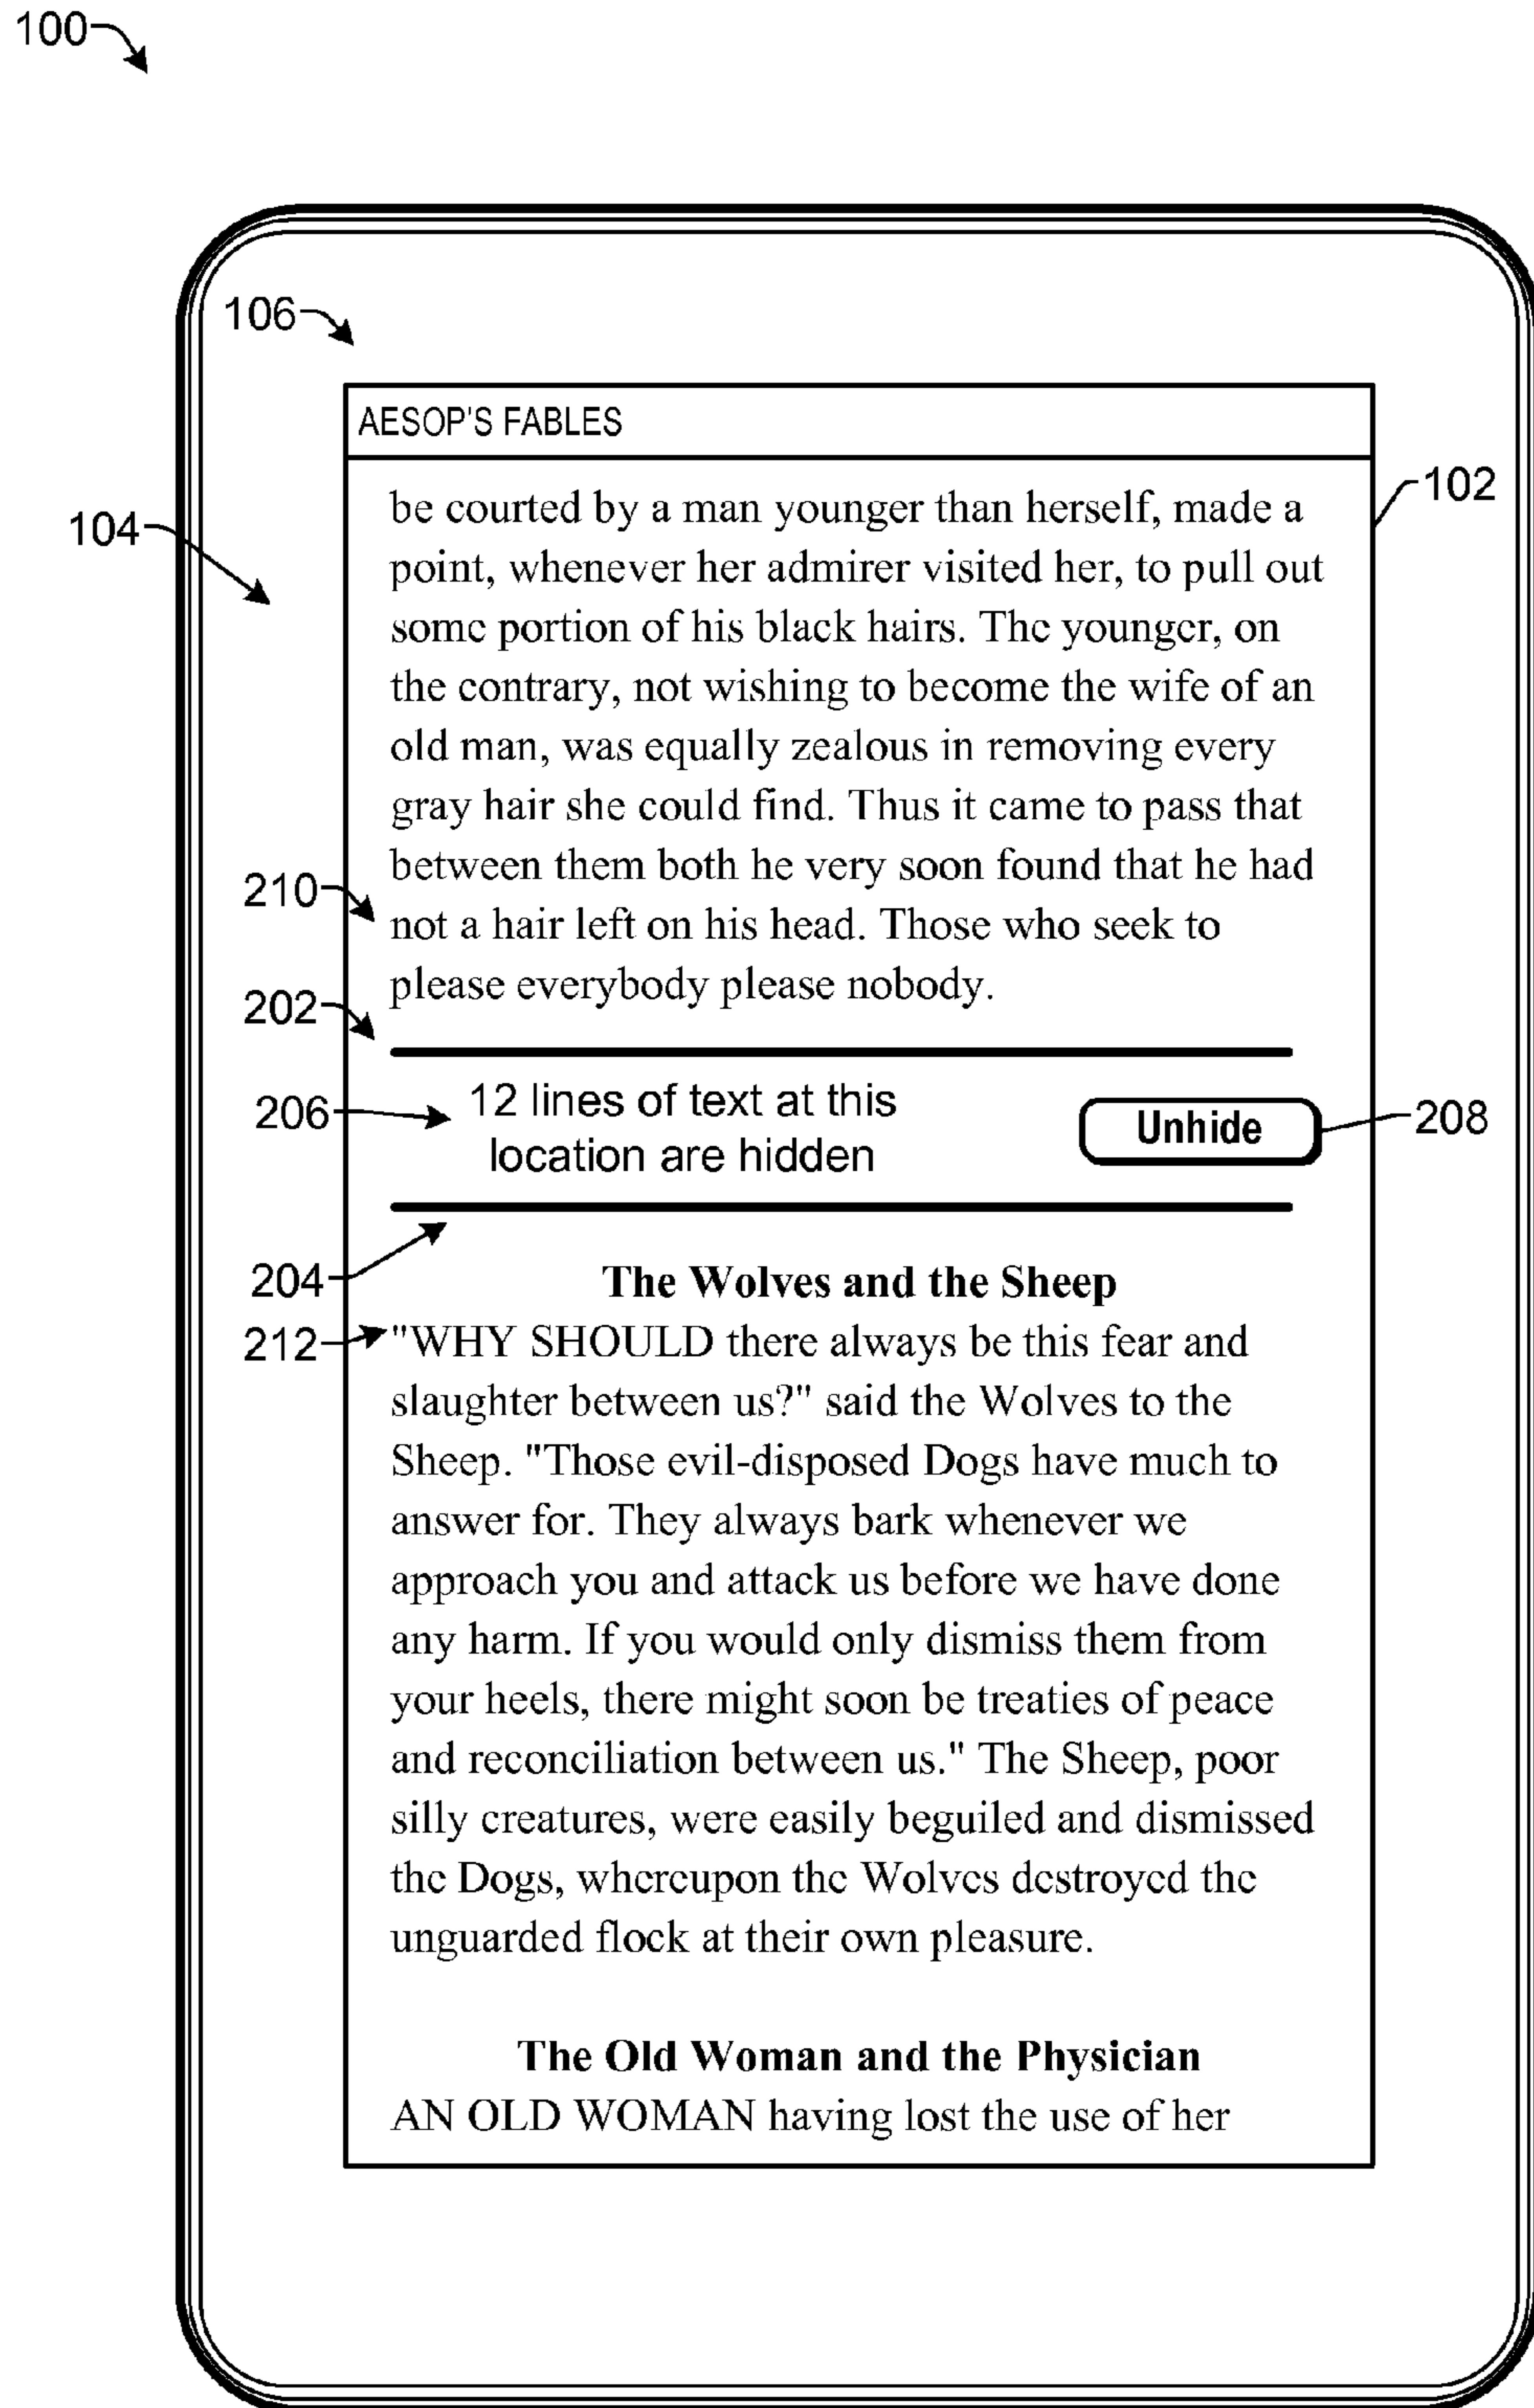 100
106
AESOP'S FABLES
102
be courted by a man younger than herself, made a
104
point, whenever her admirer visited her, to pull out
some portion of his black hairs. The younger, on
the contrary, not wishing to become the wife of an
old man, was equally zealous in removing every
gray hair she could find. Thus it came to pass that
between them both he very soon found that he had
210
not a hair left on his head. Those who seek to
please everybody please nobody.
202
12 lines of text at this
location are hidden
206
Unhide
208
204
The Wolves and the Sheep
212
"WHY SHOULD there always be this fear and
slaughter between us?" said the Wolves to the
Sheep. "Those evil-disposed Dogs have much to
answer for. They always bark whenever we
approach you and attack us before we have done
any harm. If you would only dismiss them from
your heels, there might soon be treaties of peace
and reconciliation between us." The Sheep, poor
silly creatures, were easily beguiled and dismissed
the Dogs, whereupon the Wolves destroyed the
unguarded flock at their own pleasure.
The Old Woman and the Physician
AN OLD WOMAN having lost the use of her